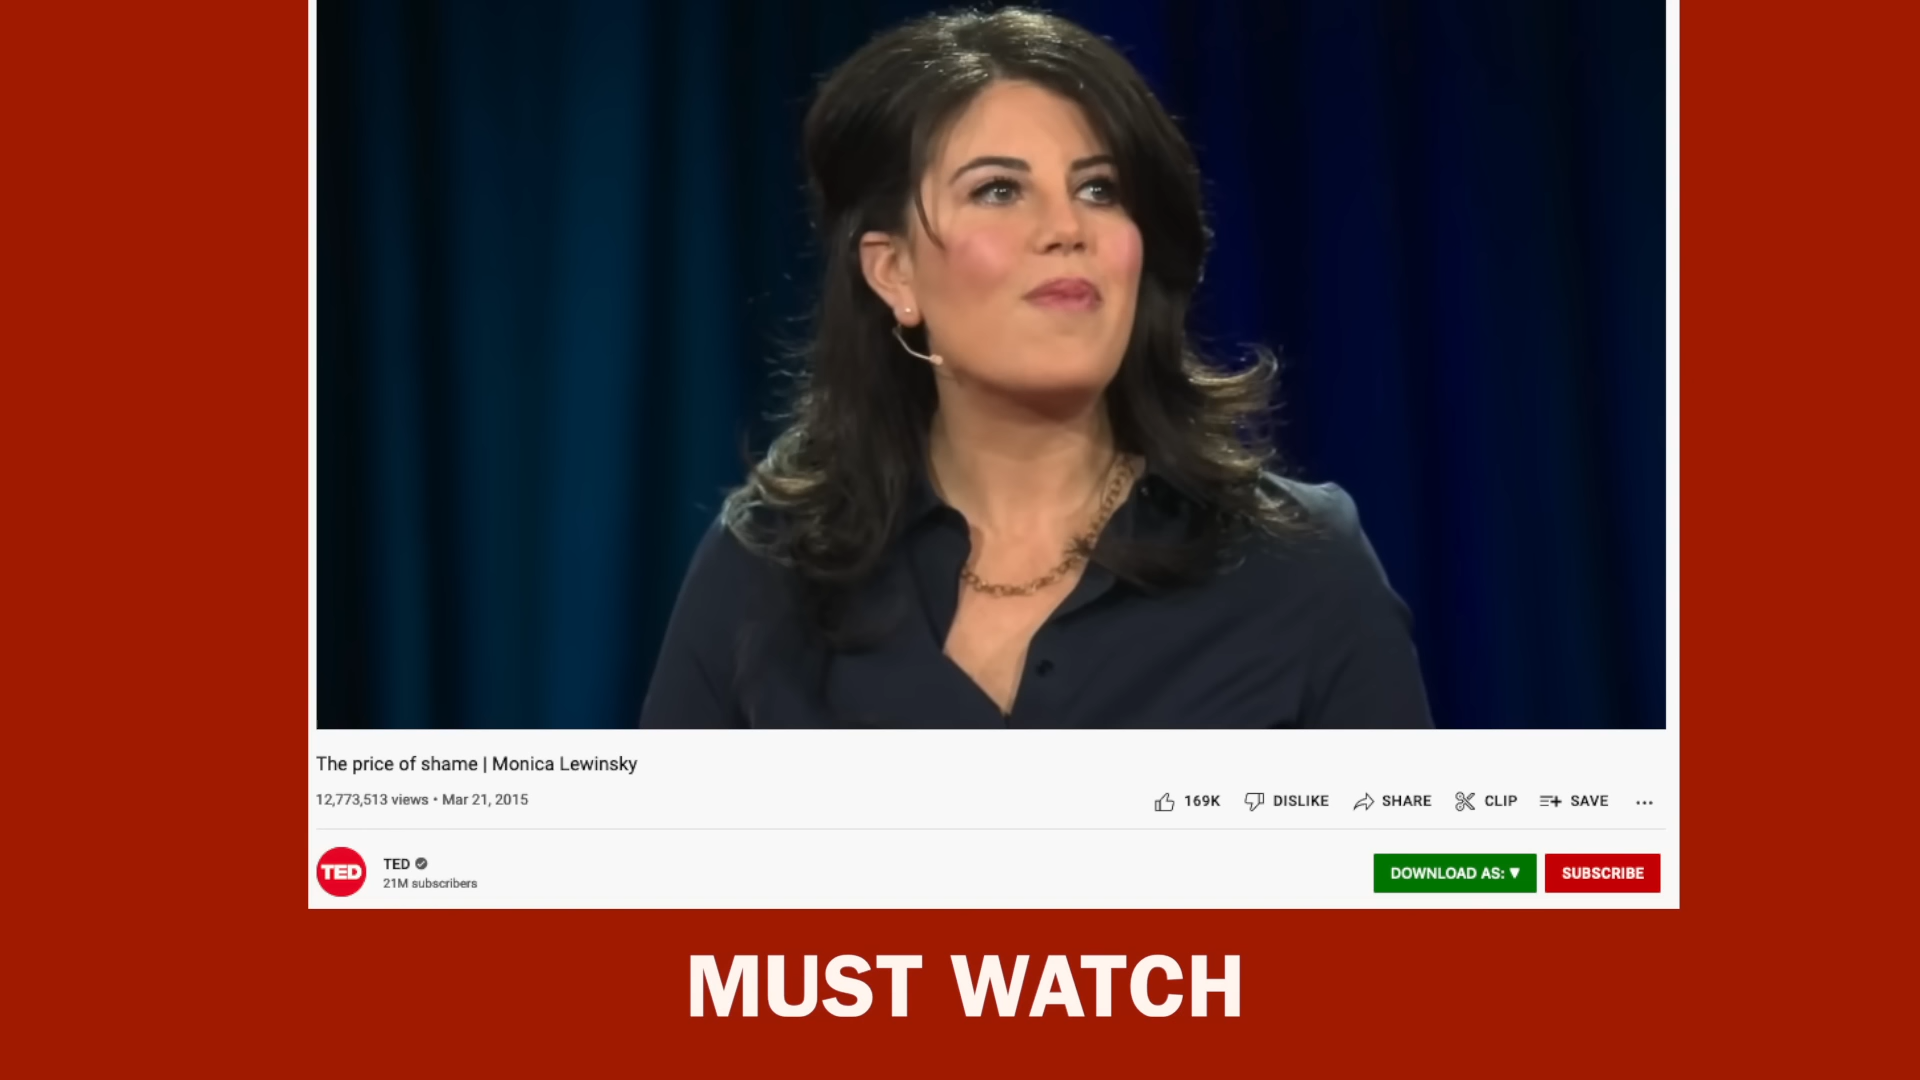 The price of shame | Monica Lewinsky
12,773,513 views • Mar 21, 2015
169K DISLIKE SHARE CLIP SAVE ...
TED
TED
21M subscribers
DOWNLOAD AS: ▼
SUBSCRIBE
MUST WATCH